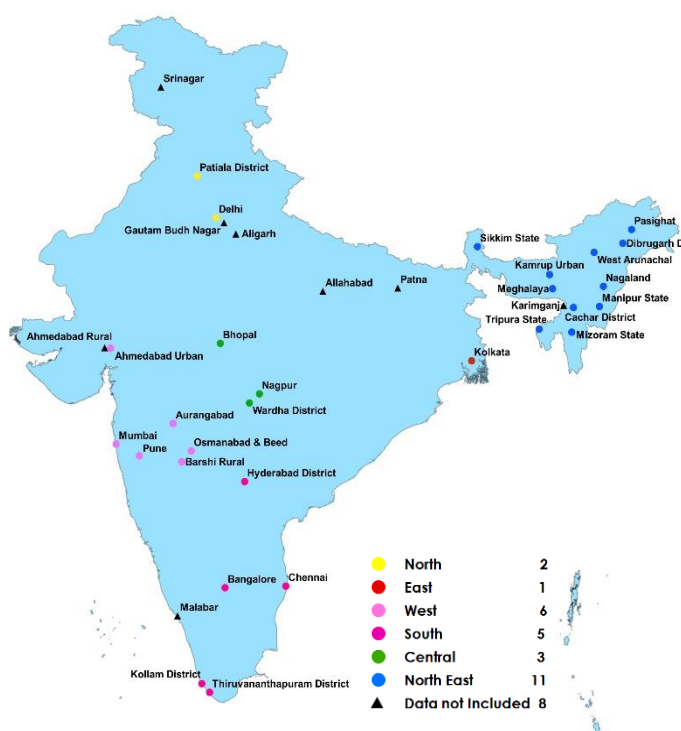 Srinagar
Patiala District
Delhi
Gautam Budh Nagar
Aligarh
Pasighat
Sikkim State
Dibrugarh D
West Arunachal
Kamrup Urban
Nagaland
Meghalaya
Allahabad
Patna
Manipur State
Karimganj
Cachar District
Tripura State
Mizoram State
Ahmedabad Rural
Ahmedabad Urban
Bhopal
Kolkata
Nagpur
Wardha District
Aurangabad
Mumbai
Osmanabad & Beed
Pune
Barshi Rural
Hyderabad District
Bangalore
Chennai
Malabar
Kollam District
Thiruvananthapuram District
North 2
East 1
West 6
South 5
Central 3
North East 11
Data not Included 8